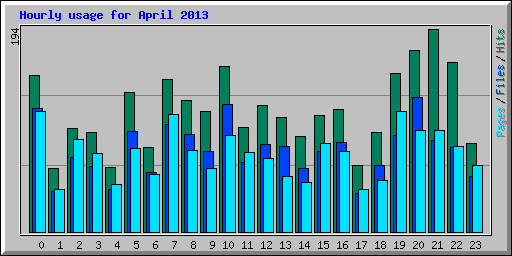 Hourly usage for April 2013
194
Pages / Files / Hits
0 1 2 3 4 5 6 7 8 9 10 11 12 13 14 15 16 17 18 19 20 21 22 23